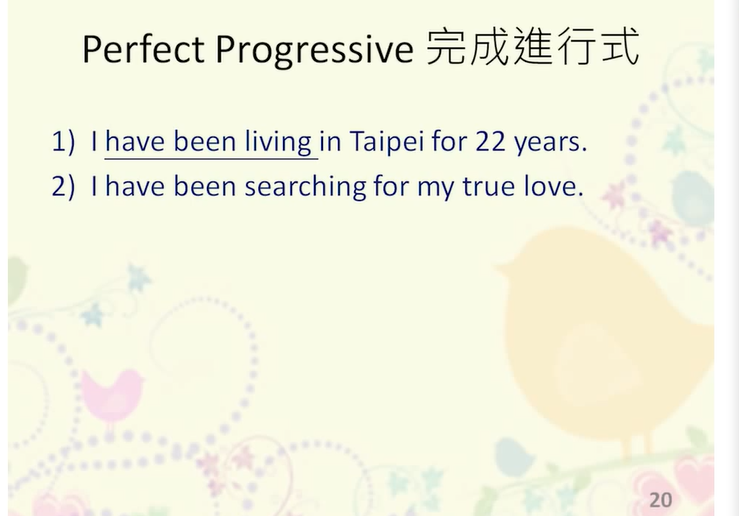 Perfect Progressive 完成進行式
1) I have been living in Taipei for 22 years.
2) I have been searching for my true love.
20